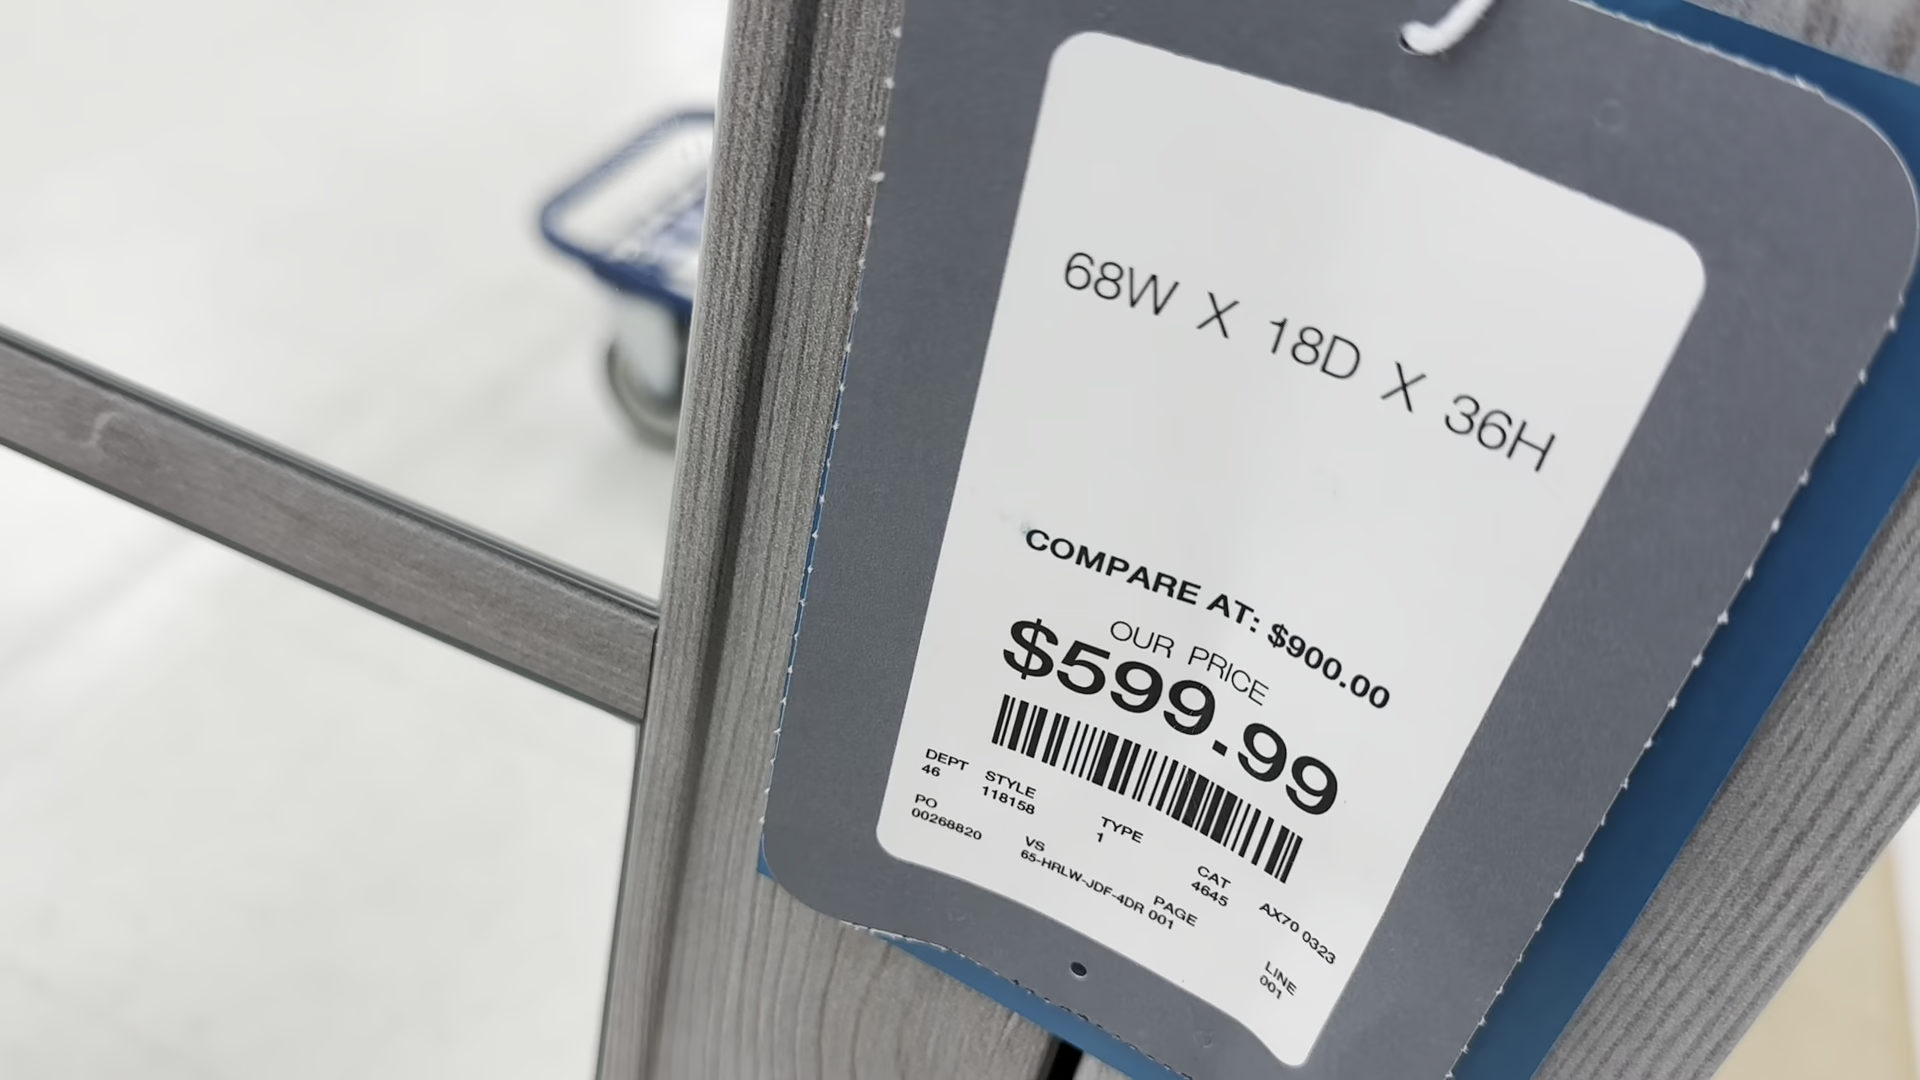 68W X 18D X 36H
COMPARE AT: $900.00
OUR PRICE
$599.99
DEPT STYLE TYPE CAT AX70 0323
46 118158 1 4645
PO VS PAGE LINE
00268820 65-HRLW-JDF-4DR 001 001